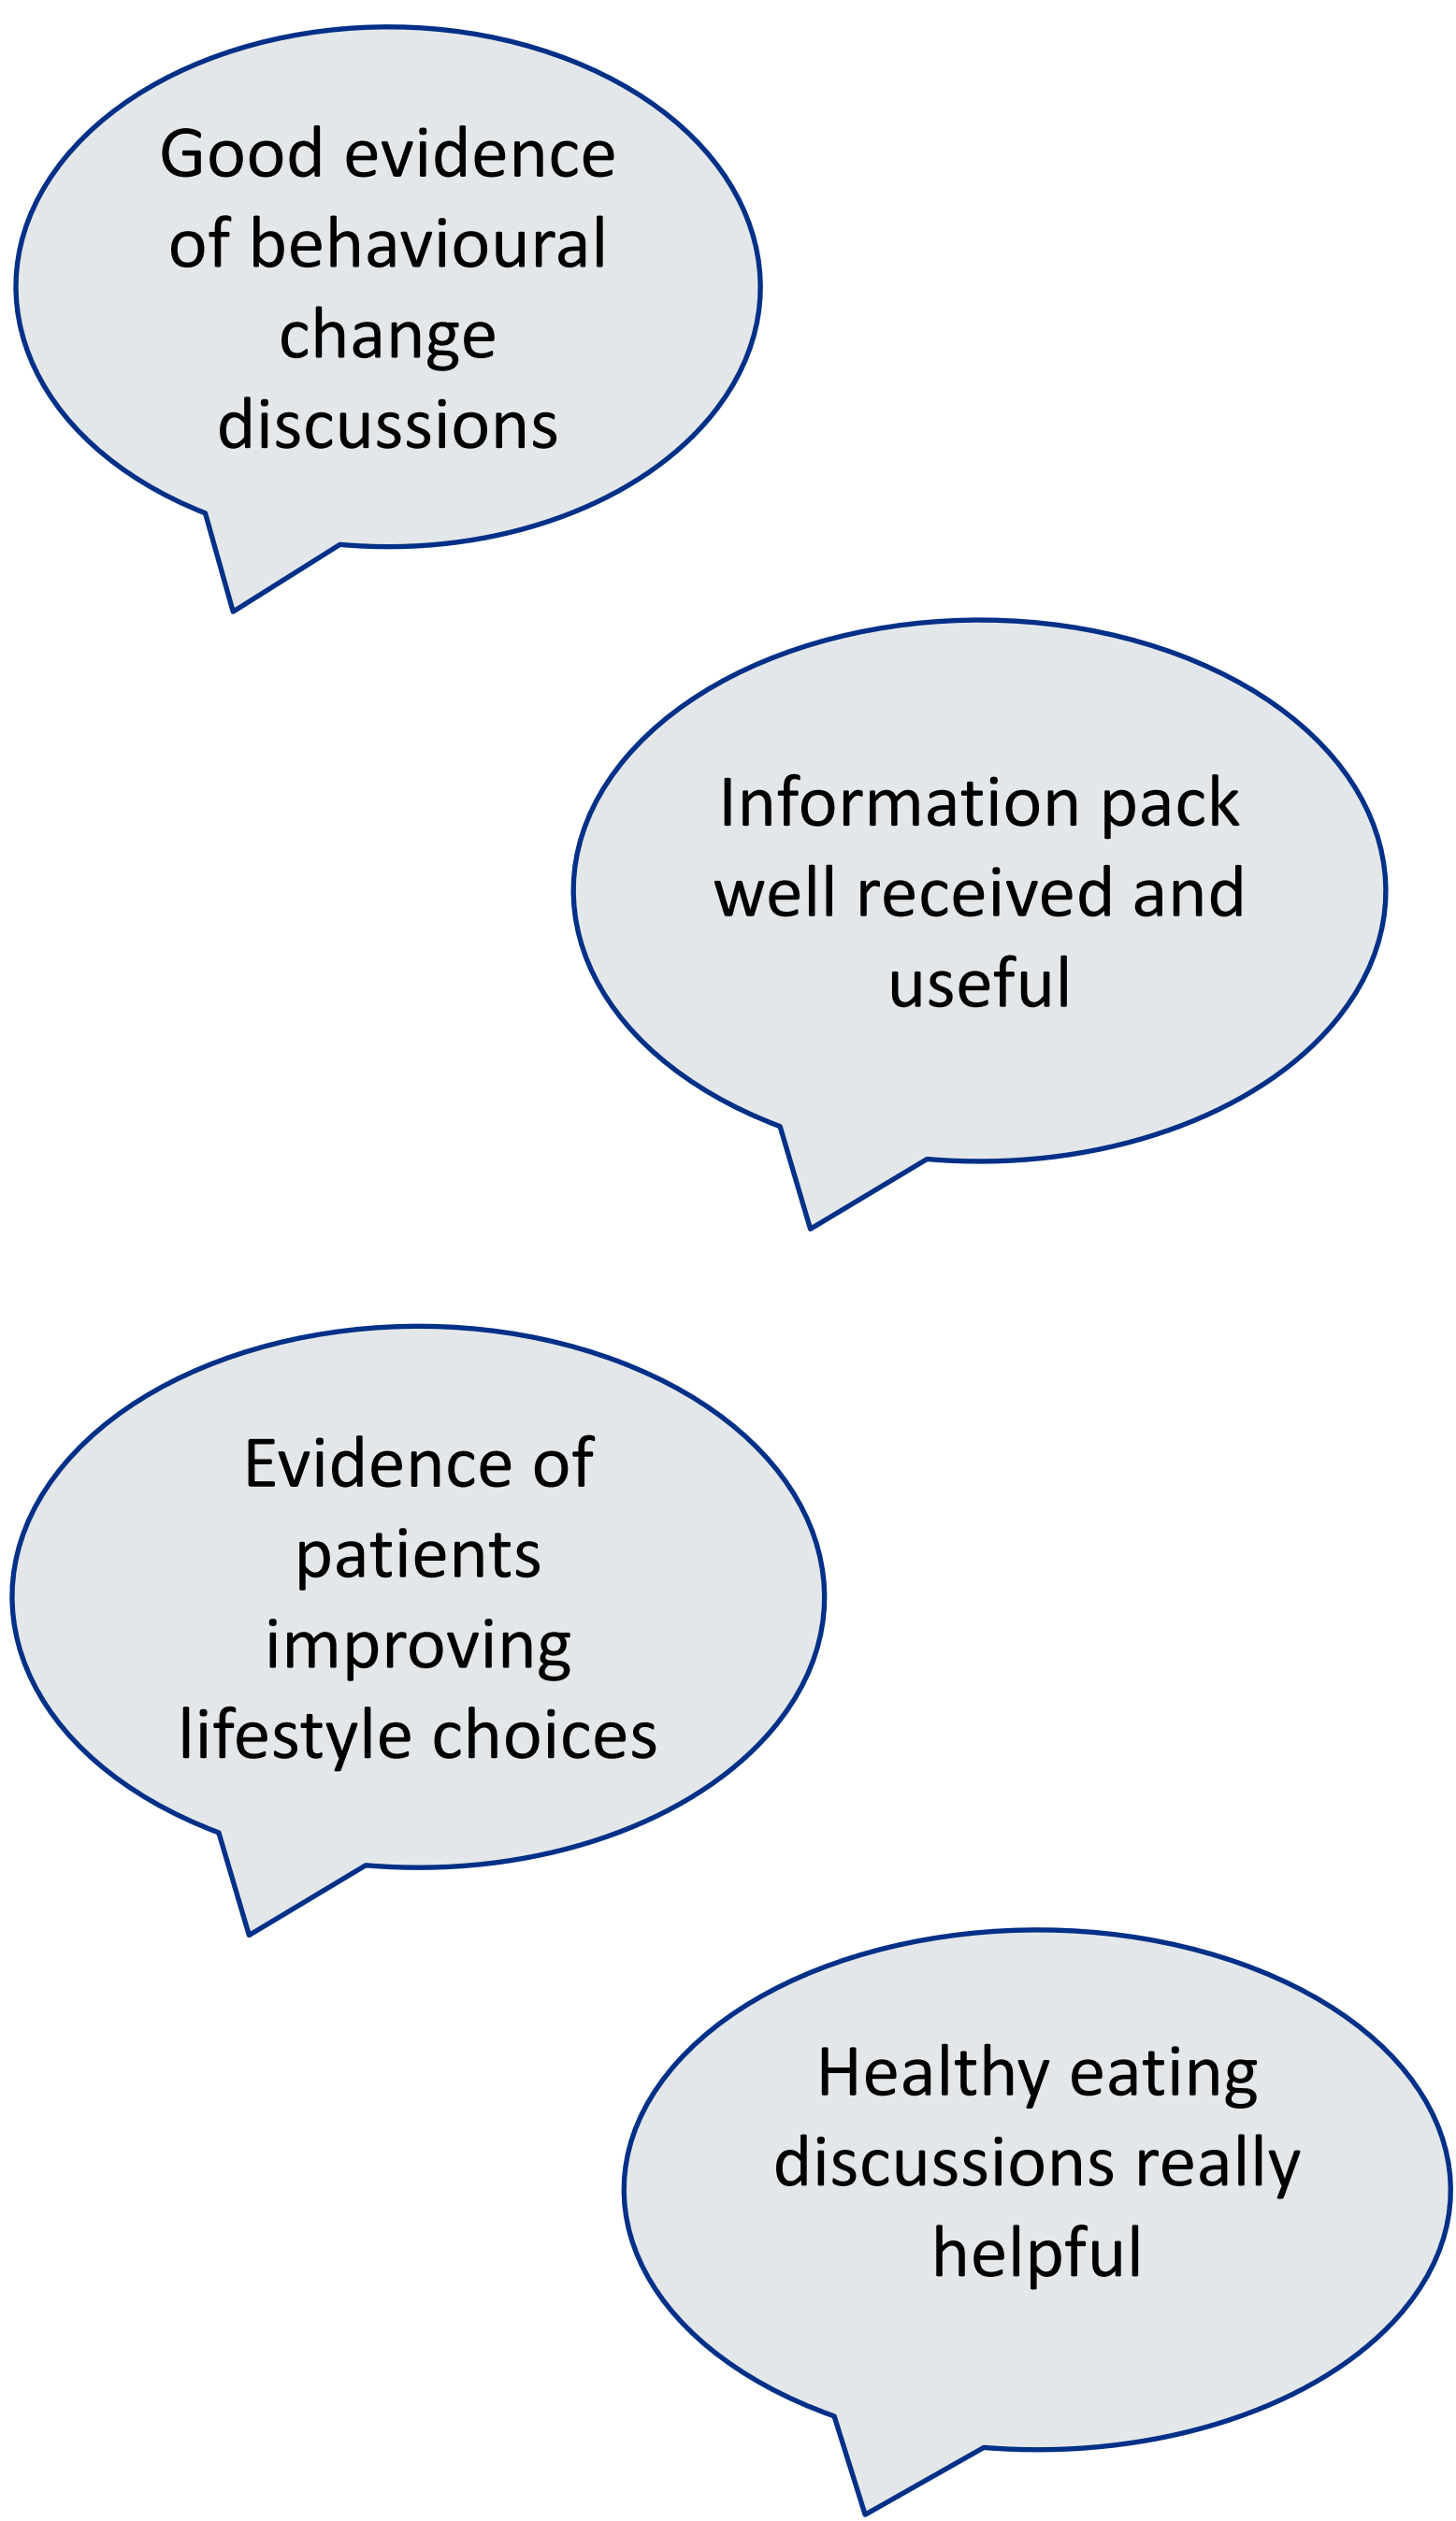 Good evidence
of behavioural
change
discussions
Information pack
well received and
useful
Evidence of
patients
improving
lifestyle choices
Healthy eating
discussions really
helpful